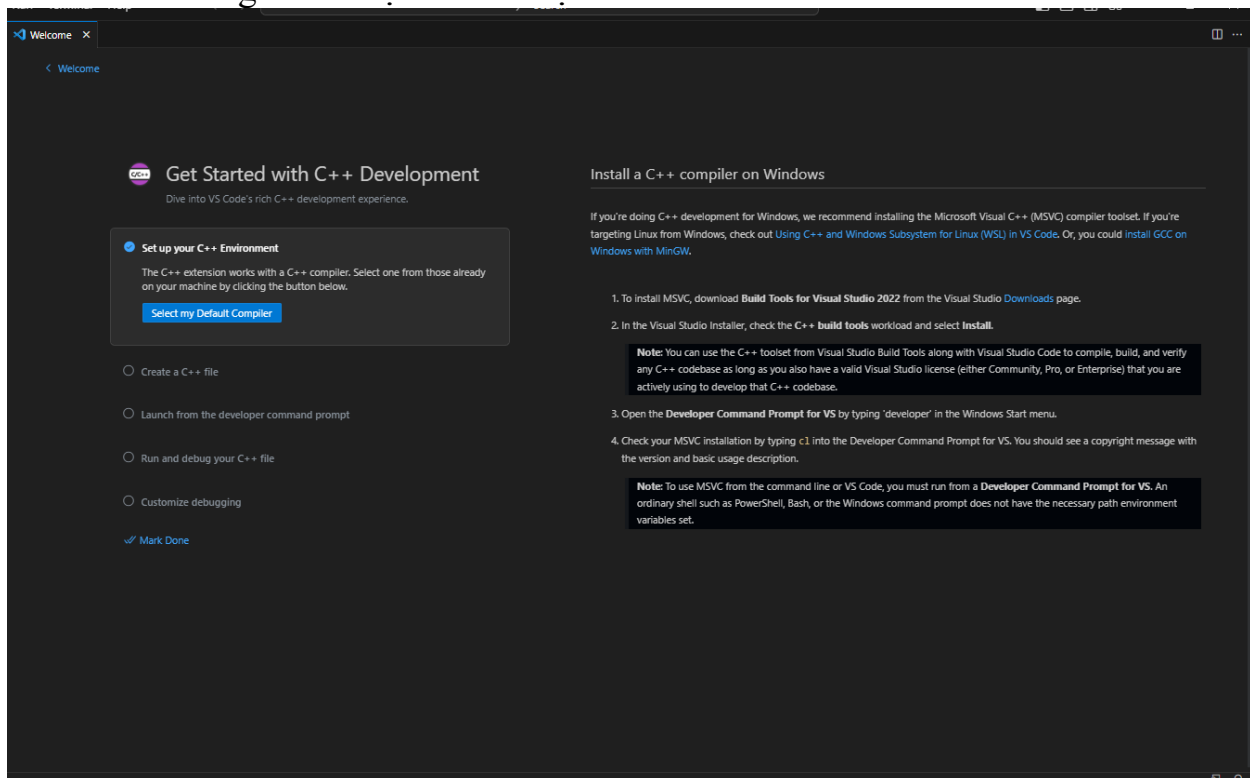 Welcome
Welcome
Get Started with C++ Development
Dive into VS Code's rich C++ development experience.
Set up your C++ Environment
The C++ extension works with a C++ compiler. Select one from those already
on your machine by clicking the button below.
Select my Default Compiler
Create a C++ file
Launch from the developer command prompt
Run and debug your C++ file
Customize debugging
Mark Done
Install a C++ compiler on Windows
If you're doing C++ development for Windows, we recommend installing the Microsoft Visual C++ (MSVC) compiler toolset. If you're
targeting Linux from Windows, check out Using C++ and Windows Subsystem for Linux (WSL) in VS Code. Or, you could install GCC on
Windows with MinGW.
1. To install MSVC, download Build Tools for Visual Studio 2022 from the Visual Studio Downloads page.
2. In the Visual Studio Installer, check the C++ build tools workload and select Install.
Note: You can use the C++ toolset from Visual Studio Build Tools along with Visual Studio Code to compile, build, and verify
any C++ codebase as long as you also have a valid Visual Studio license (either Community, Pro, or Enterprise) that you are
actively using to develop that C++ codebase.
3. Open the Developer Command Prompt for VS by typing 'developer' in the Windows Start menu.
4. Check your MSVC installation by typing cl into the Developer Command Prompt for VS. You should see a copyright message with
the version and basic usage description.
Note: To use MSVC from the command line or VS Code, you must run from a Developer Command Prompt for VS. An
ordinary shell such as PowerShell, Bash, or the Windows command prompt does not have the necessary path environment
variables set.